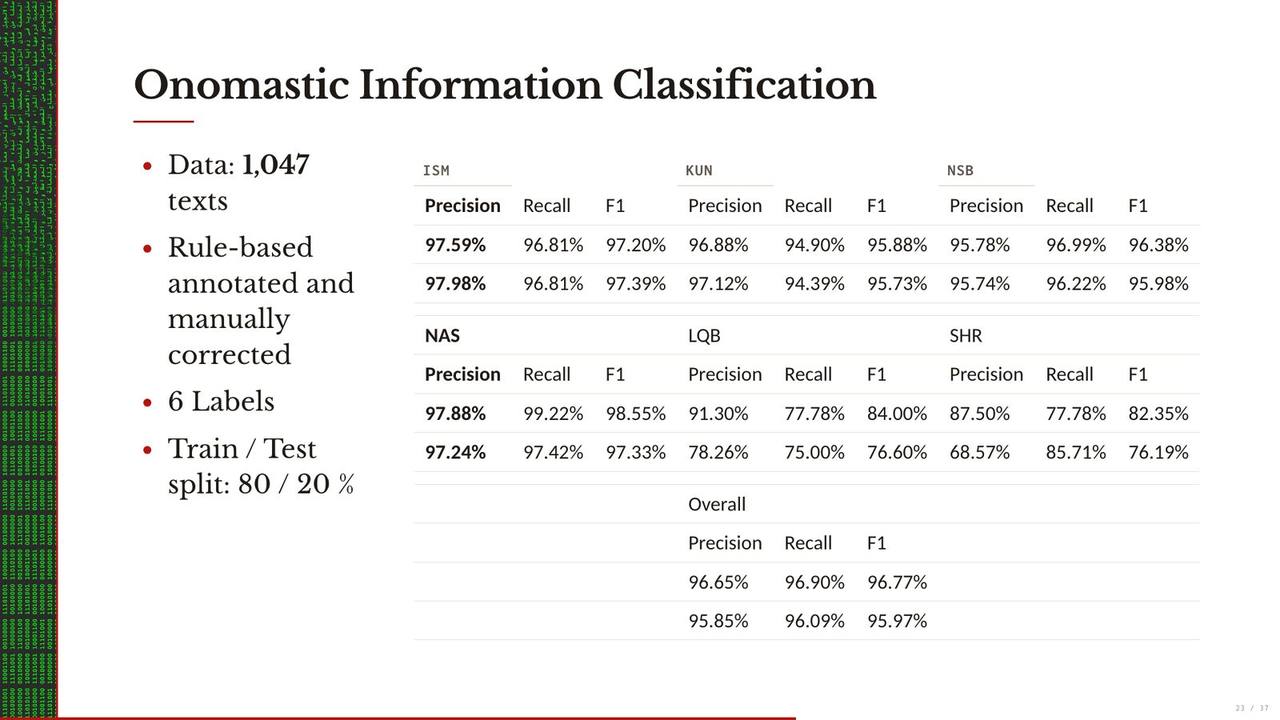 Onomastic Information Classification
• Data: 1,047
texts
• Rule-based
annotated and
manually
corrected
• 6 Labels
• Train / Test
split: 80 / 20 %
ISM KUN NSB
Precision Recall F1 Precision Recall F1 Precision Recall F1
97.59% 96.81% 97.20% 96.88% 94.90% 95.88% 95.78% 96.99% 96.38%
97.98% 96.81% 97.39% 97.12% 94.39% 95.73% 95.74% 96.22% 95.98%
NAS LQB SHR
Precision Recall F1 Precision Recall F1 Precision Recall F1
97.88% 99.22% 98.55% 91.30% 77.78% 84.00% 87.50% 77.78% 82.35%
97.24% 97.42% 97.33% 78.26% 75.00% 76.60% 68.57% 85.71% 76.19%
Overall
Precision Recall F1
96.65% 96.90% 96.77%
95.85% 96.09% 95.97%
23 / 37